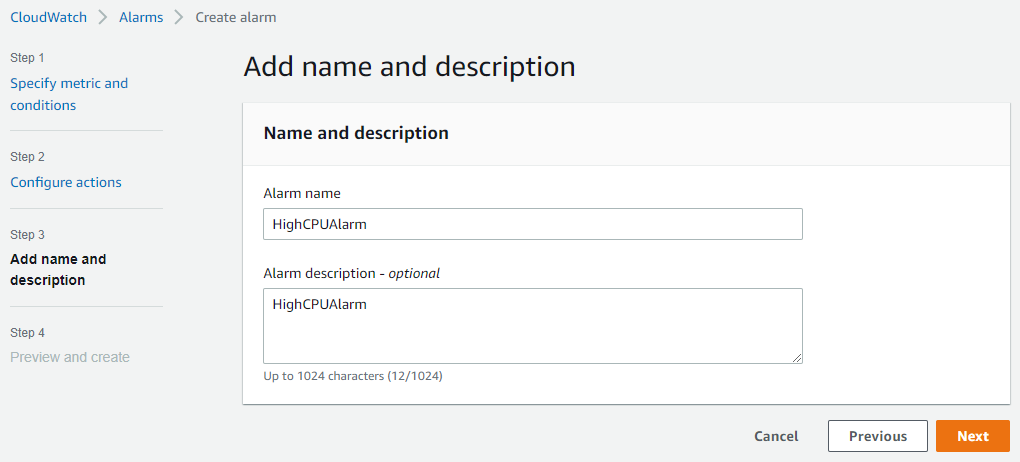 CloudWatch > Alarms > Create alarm
Step 1
Specify metric and
conditions
Step 2
Configure actions
Step 3
Add name and
description
Step 4
Preview and create
Add name and description
Name and description
Alarm name
HighCPUAlarm
Alarm description - optional
HighCPUAlarm
Up to 1024 characters (12/1024)
Cancel Previous Next